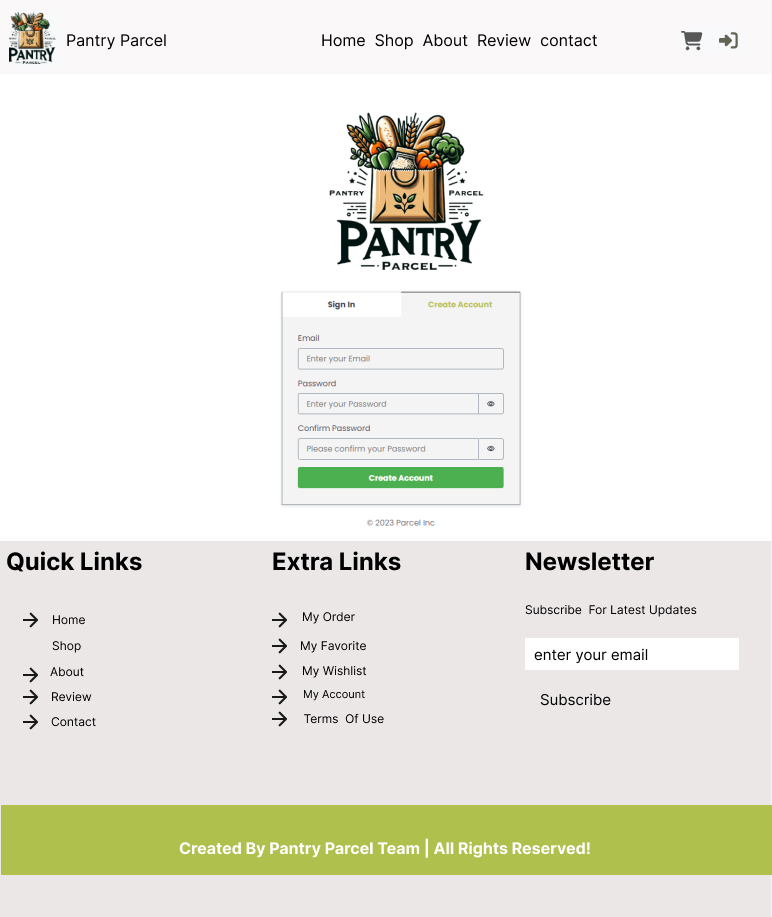 PANTRY
PARCEL
Pantry Parcel
Home Shop About Review contact
PANTRY PARCEL
PANTRY
PARCEL
Sign In Create Account
Email
Enter your Email
Password
Enter your Password
Confirm Password
Please confirm your Password
Create Account
© 2023 Parcel Inc
Quick Links
Home
Shop
About
Review
Contact
Extra Links
My Order
My Favorite
My Wishlist
My Account
Terms Of Use
Newsletter
Subscribe For Latest Updates
enter your email
Subscribe
Created By Pantry Parcel Team | All Rights Reserved!